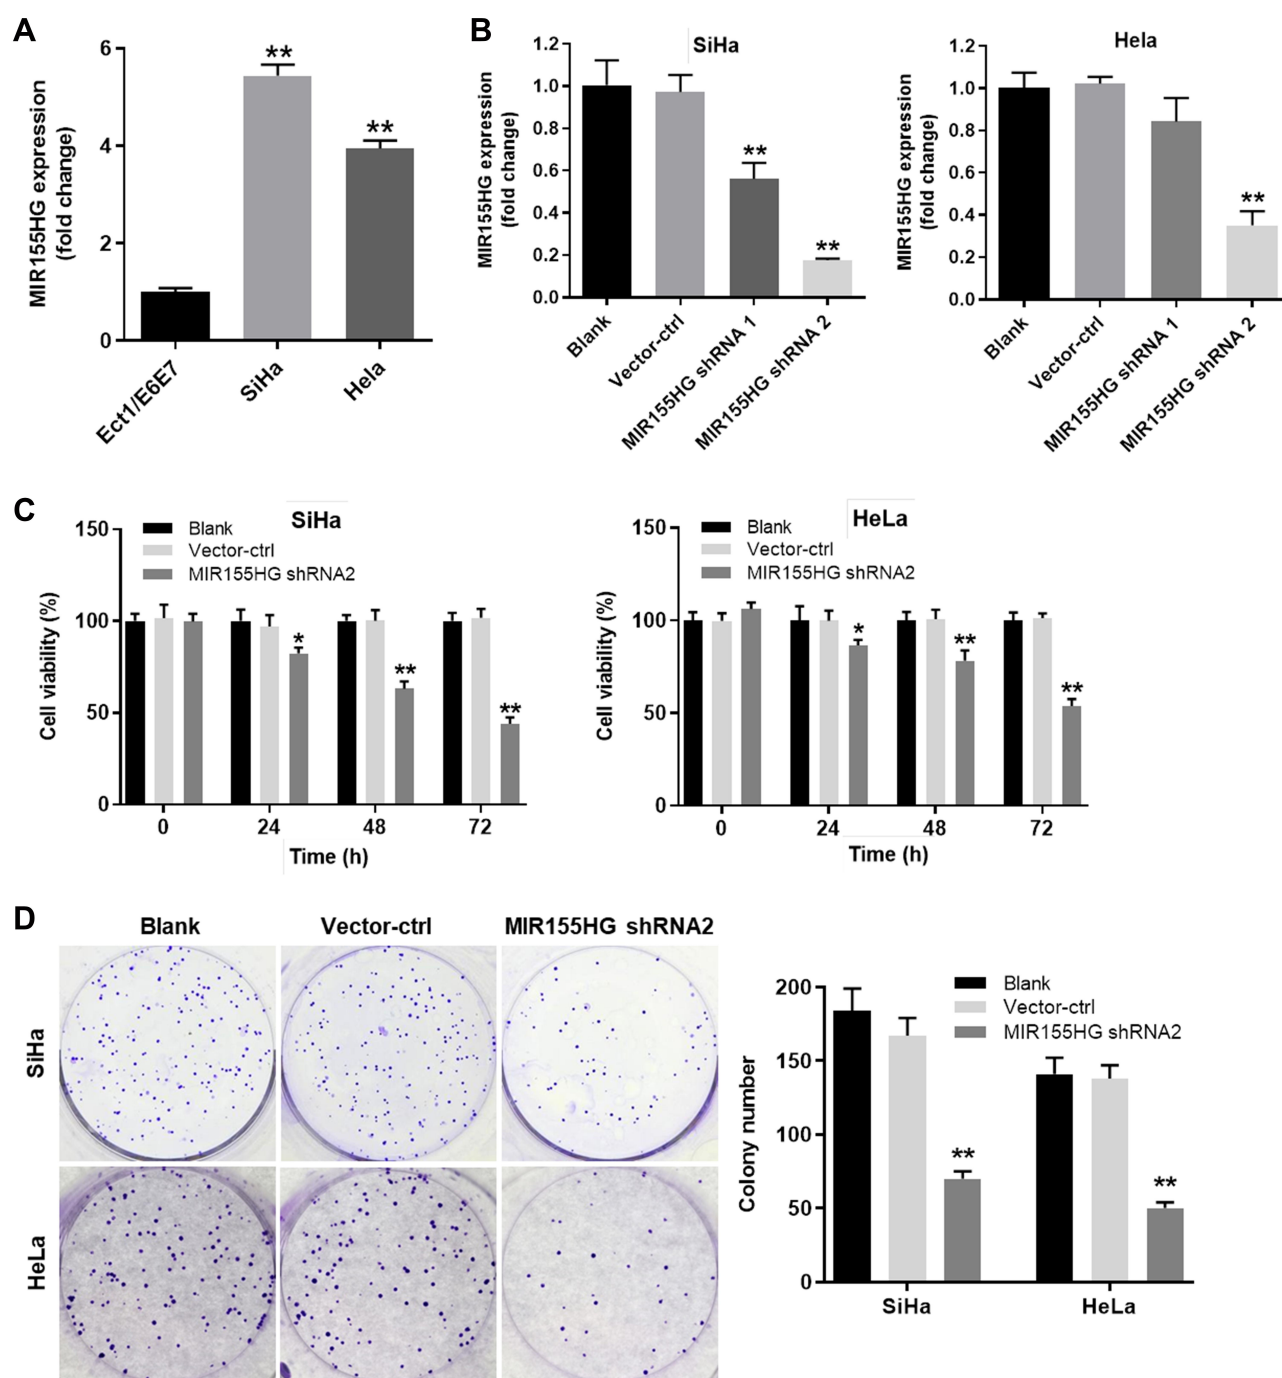 A
MIR155HG expression
(fold change)
6
4
2
0
**
**
Ect1/E6E7
SiHa
Hela
B
SiHa
MIR155HG expression
(fold change)
1.2
1.0
0.8
0.6
0.4
0.2
0.0
**
**
Blank
Vector-ctrl
MIR155HG shRNA 1
MIR155HG shRNA 2
Hela
MIR155HG expression
(fold change)
1.2
1.0
0.8
0.6
0.4
0.2
0.0
**
Blank
Vector-ctrl
MIR155HG shRNA 1
MIR155HG shRNA 2
C
SiHa
Blank
Vector-ctrl
MIR155HG shRNA2
Cell viability (%)
150
100
50
0
*
**
**
0 24 48 72
Time (h)
HeLa
Blank
Vector-ctrl
MIR155HG shRNA2
Cell viability (%)
150
100
50
0
*
**
**
0 24 48 72
Time (h)
D
Blank Vector-ctrl MIR155HG shRNA2
SiHa
HeLa
Blank
Vector-ctrl
MIR155HG shRNA2
Colony number
200
150
100
50
0
**
**
SiHa HeLa